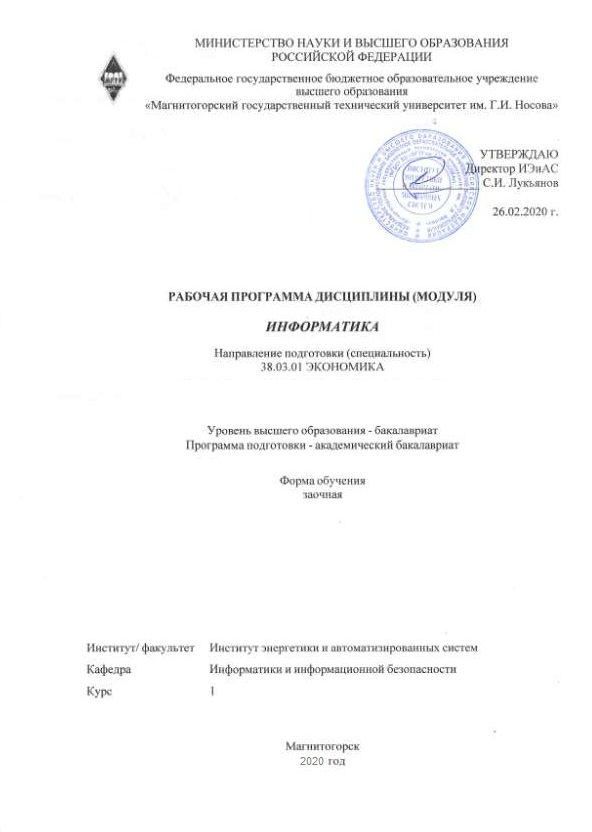 МИНИСТЕРСТВО НАУКИ И ВЫСШЕГО ОБРАЗОВАНИЯ
РОССИЙСКОЙ ФЕДЕРАЦИИ
Федеральное государственное бюджетное образовательное учреждение
высшего образования
«Магнитогорский государственный технический университет им. Г.И. Носова»
УТВЕРЖДАЮ
Директор ИЭиАС
С.И. Лукьянов
26.02.2020 г.
РАБОЧАЯ ПРОГРАММА ДИСЦИПЛИНЫ (МОДУЛЯ)
ИНФОРМАТИКА
Направление подготовки (специальность)
38.03.01 ЭКОНОМИКА
Уровень высшего образования - бакалавриат
Программа подготовки - академический бакалавриат
Форма обучения
заочная
Институт/ факультет Институт энергетики и автоматизированных систем
Кафедра Информатики и информационной безопасности
Курс 1
Магнитогорск
2020 год